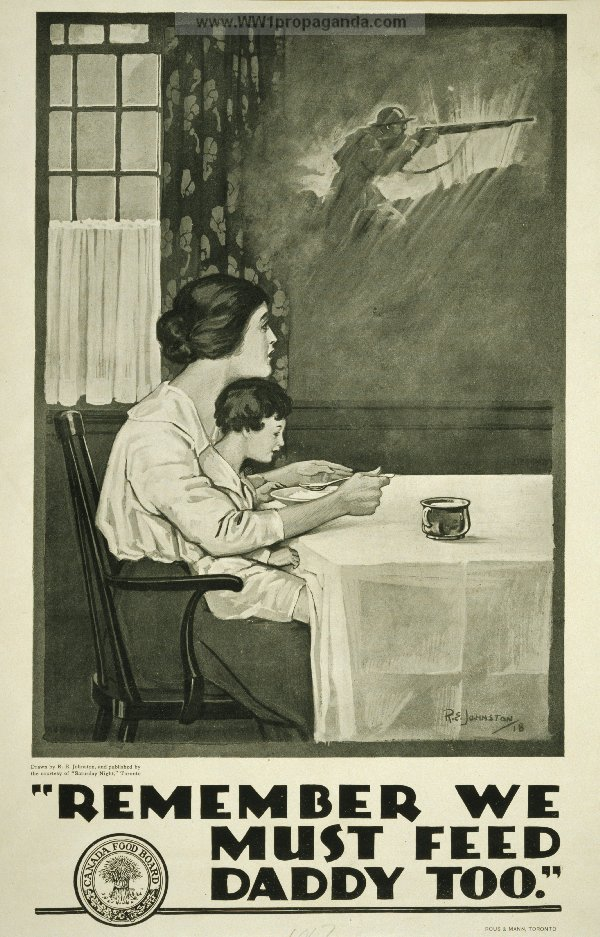 www.WW1propaganda.com
R.E. JOHNSTON
18
Drawn by R. E. Johnston, and published by
the courtesy of "Saturday Night," Toronto
"REMEMBER WE
MUST FEED
DADDY TOO."
CANADA FOOD BOARD
ROUS & MANN, TORONTO